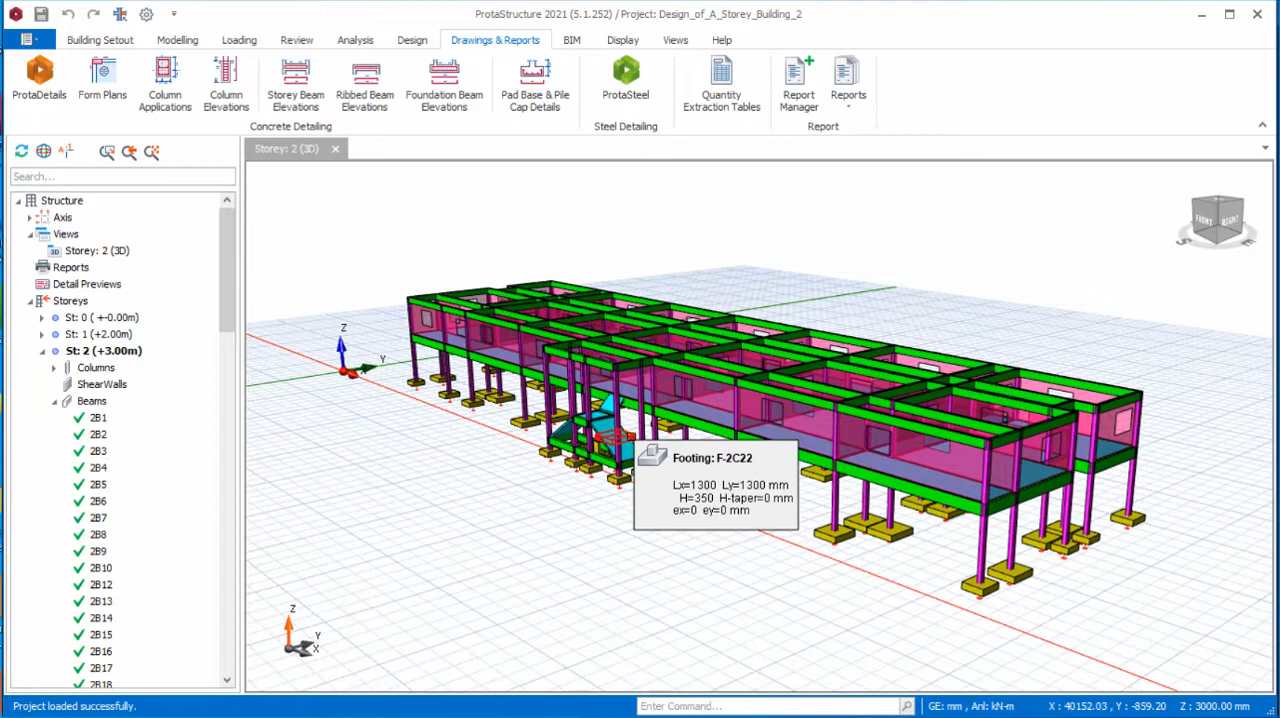 ProtaStructure 2021 (5.1.252) / Project: Design_of_A_Storey_Building_2
Building Setout Modelling Loading Review Analysis Design Drawings & Reports BIM Display Views Help
ProtaDetails
Form Plans
Column Applications
Column Elevations
Storey Beam Elevations
Ribbed Beam Elevations
Foundation Beam Elevations
Pad Base & Pile Cap Details
ProtaSteel
Quantity Extraction Tables
Report Manager
Reports
Concrete Detailing Steel Detailing Report
Storey: 2 (3D)
Search...
Structure
Axis
Views
3D Storey: 2 (3D)
Reports
Detail Previews
Storeys
St: 0 ( +-0.00m)
St: 1 (+2.00m)
St: 2 (+3.00m)
Columns
ShearWalls
Beams
2B1
2B2
2B3
2B4
2B5
2B6
2B7
2B8
2B9
2B10
2B12
2B13
2B14
2B15
2B16
2B17
2B18
FRONT RIGHT
S E
Z
Y
Footing: F-2C22
Lx=1300 Ly=1300 mm
H=350 H-taper=0 mm
ex=0 ey=0 mm
Z
Y
X
Project loaded successfully.
Enter Command...
GE: mm , Anl: kN-m
X : 40152.03 , Y : -859.20
Z : 3000.00 mm